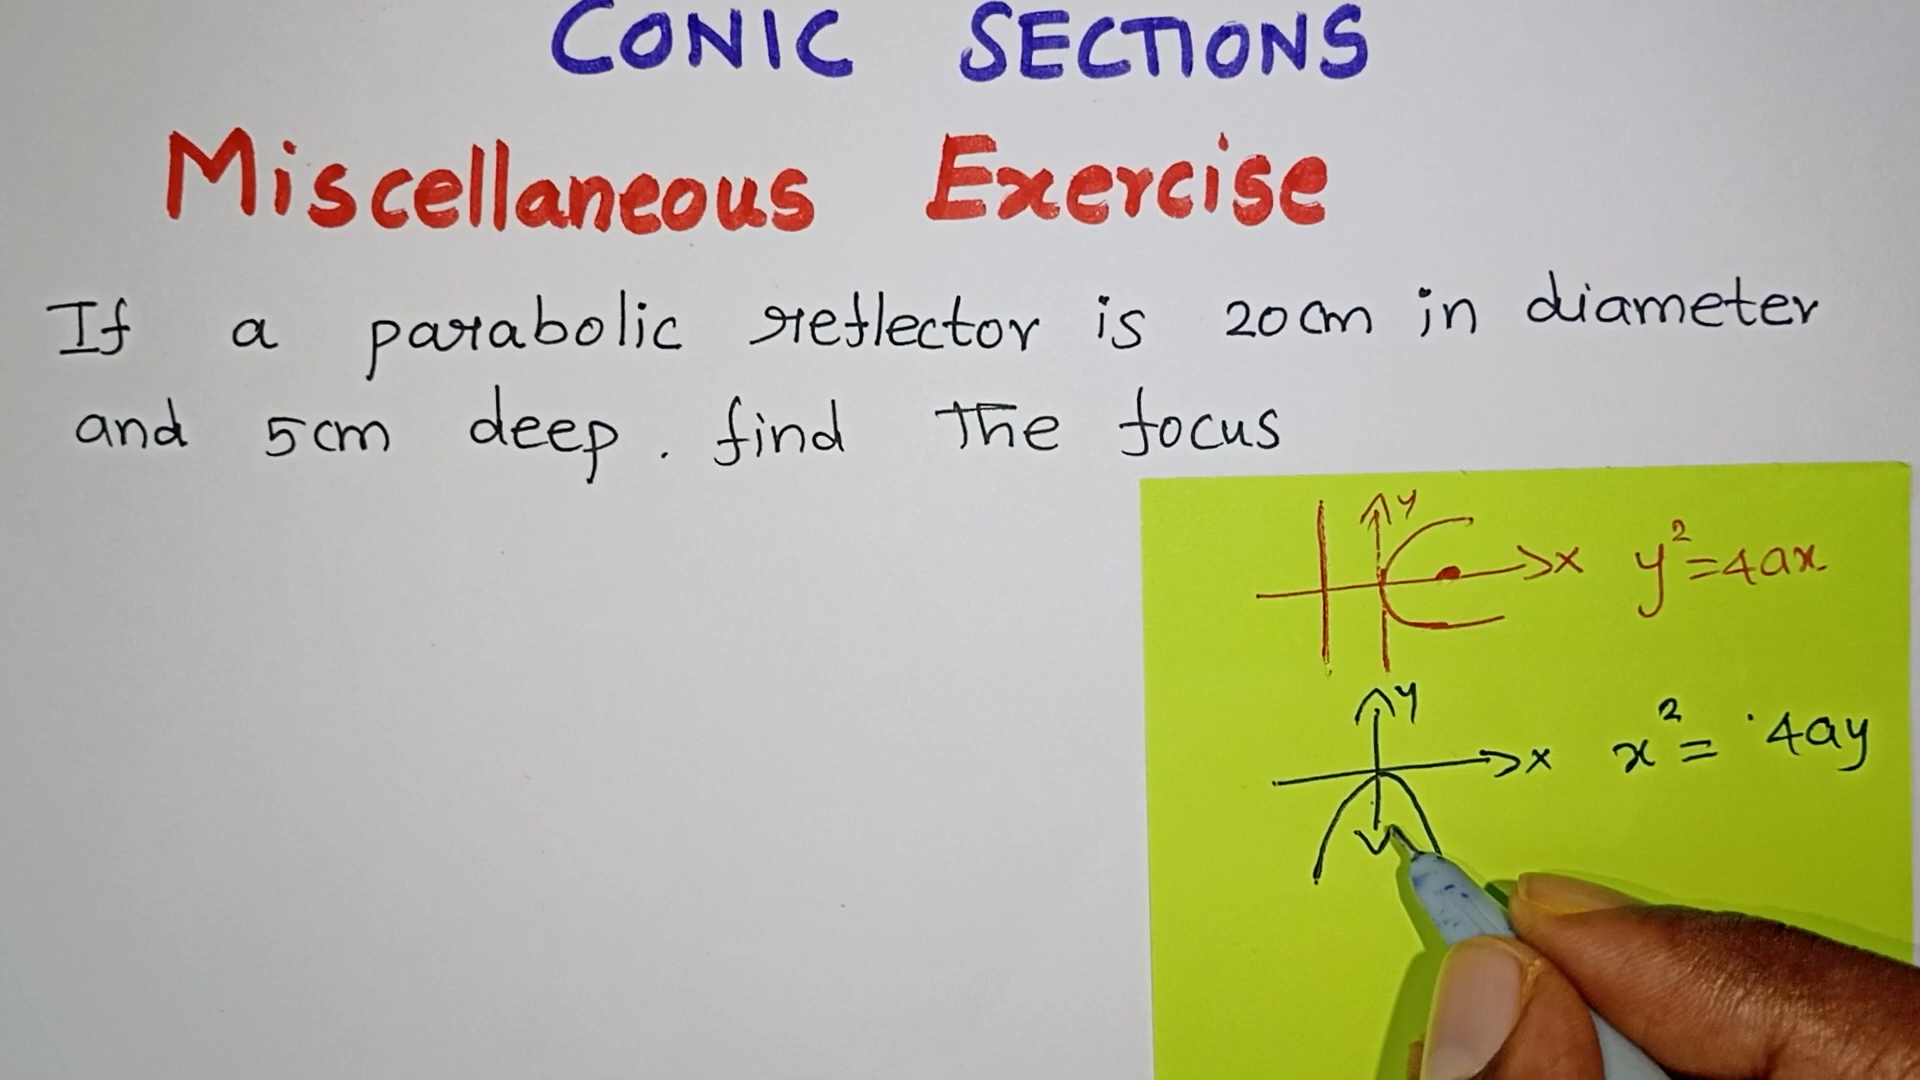 CONIC SECTIONS
Miscellaneous Exercise
If a parabolic reflector is 20cm in diameter
and 5cm deep. find the focus
y
x y²=4ax
y
x x²= 4ay